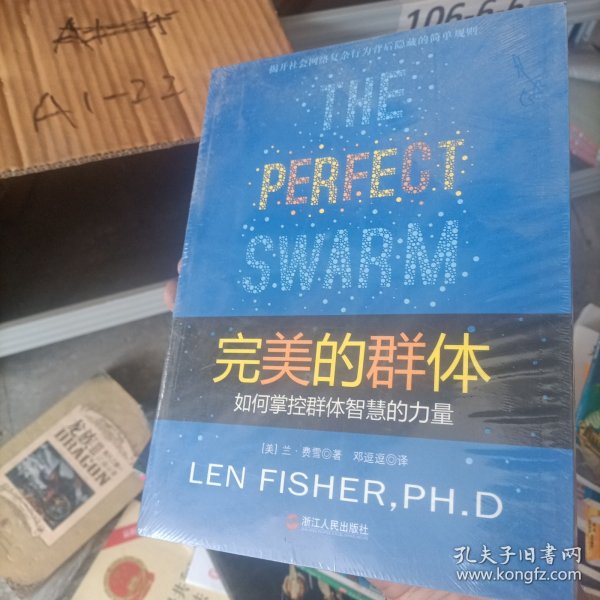 A1-22
106-6-6
揭开社会网络复杂行为背后隐藏的简单规则
THE
PERFECT
SWARM
完美的群体
如何掌控群体智慧的力量
[美]兰·费雪◎著 邓逗逗◎译
LEN FISHER, PH.D
浙江人民出版社
DRAGON
孔夫子旧书网
www.kongfz.com